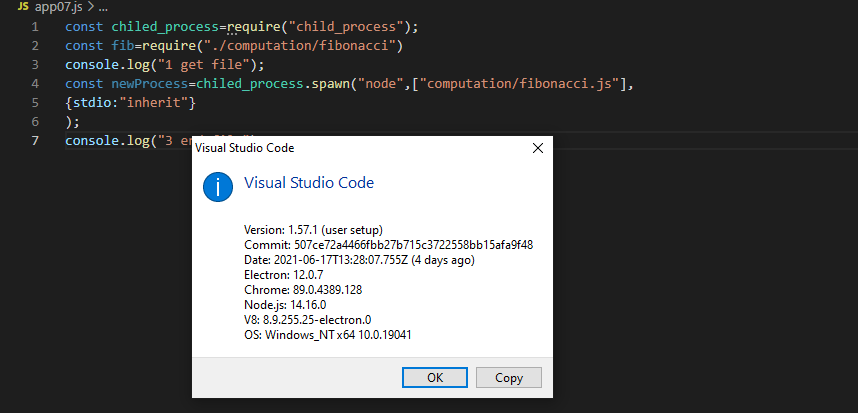 JS app07.js > ...
1 const chiled_process=require("child_process");
2 const fib=require("./computation/fibonacci")
3 console.log("1 get file");
4 const newProcess=chiled_process.spawn("node",["computation/fibonacci.js"],
5 {stdio:"inherit"}
6 );
7 console.log("3 en
Visual Studio Code
Visual Studio Code
Version: 1.57.1 (user setup)
Commit: 507ce72a4466fbb27b715c3722558bb15afa9f48
Date: 2021-06-17T13:28:07.755Z (4 days ago)
Electron: 12.0.7
Chrome: 89.0.4389.128
Node.js: 14.16.0
V8: 8.9.255.25-electron.0
OS: Windows_NT x64 10.0.19041
OK Copy